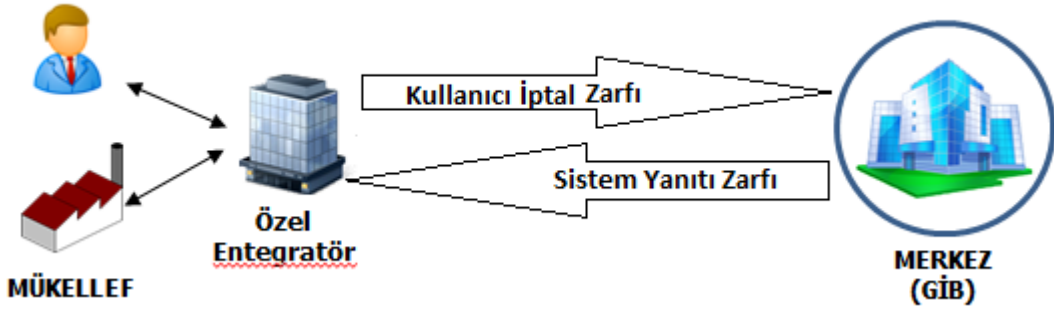 Kullanıcı İptal Zarfı
Sistem Yanıtı Zarfı
Özel
Entegratör
MÜKELLEF
MERKEZ
(GİB)